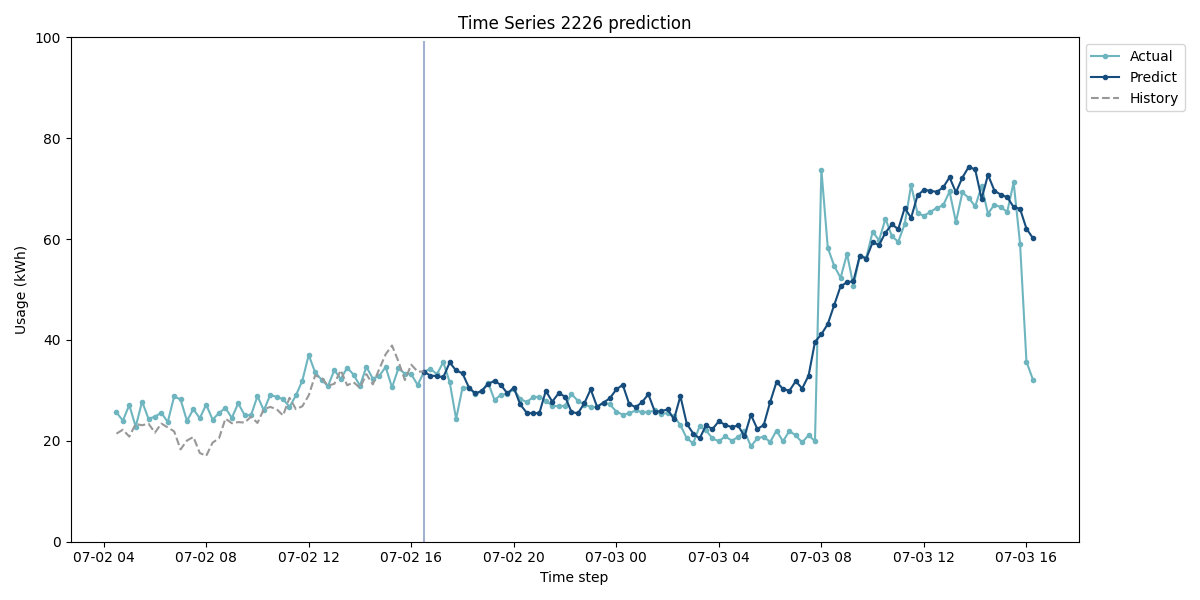 Time Series 2226 prediction
100
80
60
40
20
0
Usage (kWh)
07-02 04
07-02 08
07-02 12
07-02 16
07-02 20
07-03 00
07-03 04
07-03 08
07-03 12
07-03 16
Time step
Actual
Predict
History